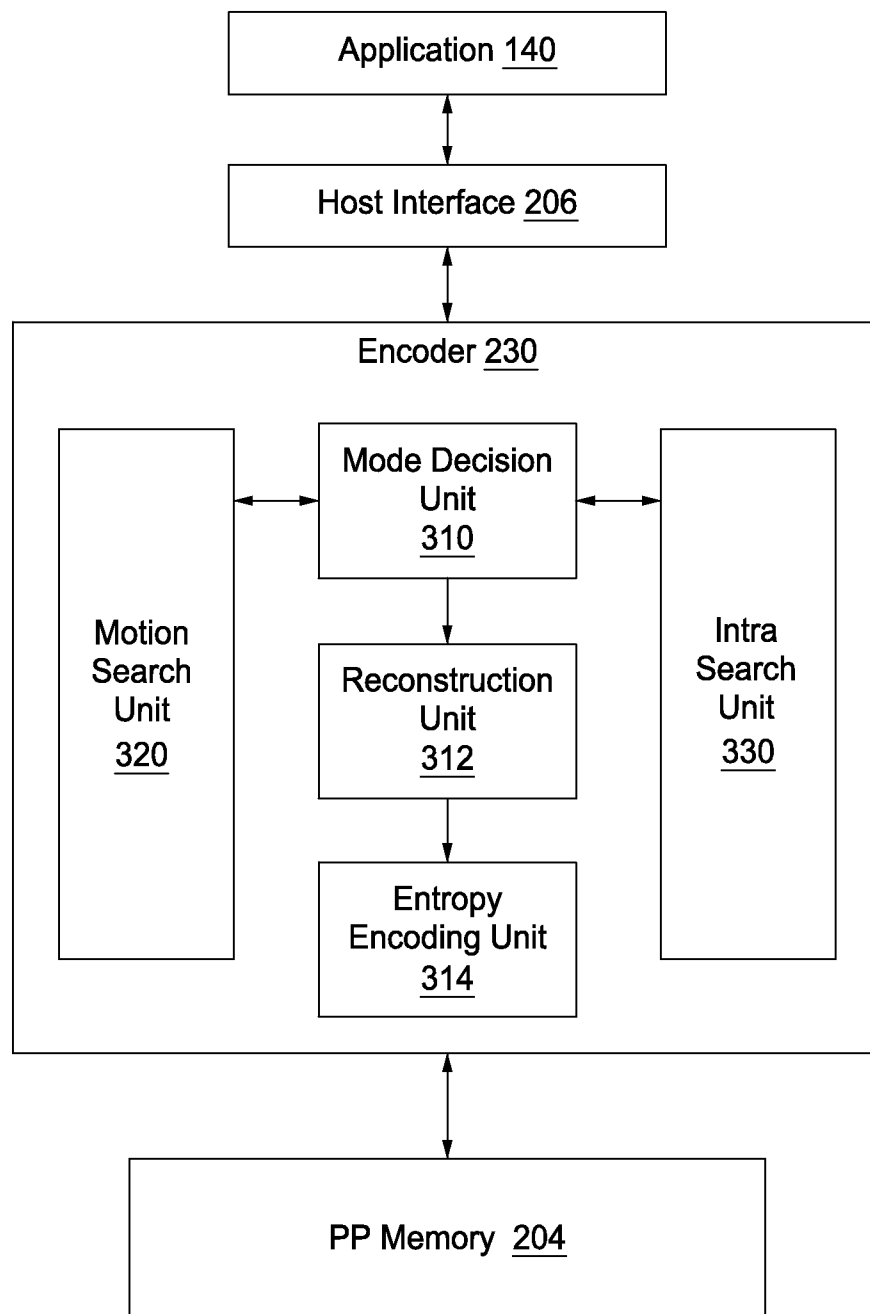 Application 140
Host Interface 206
Encoder 230
Mode Decision
Unit
310
Motion
Search
Unit
320
Reconstruction
Unit
312
Intra
Search
Unit
330
Entropy
Encoding Unit
314
PP Memory 204